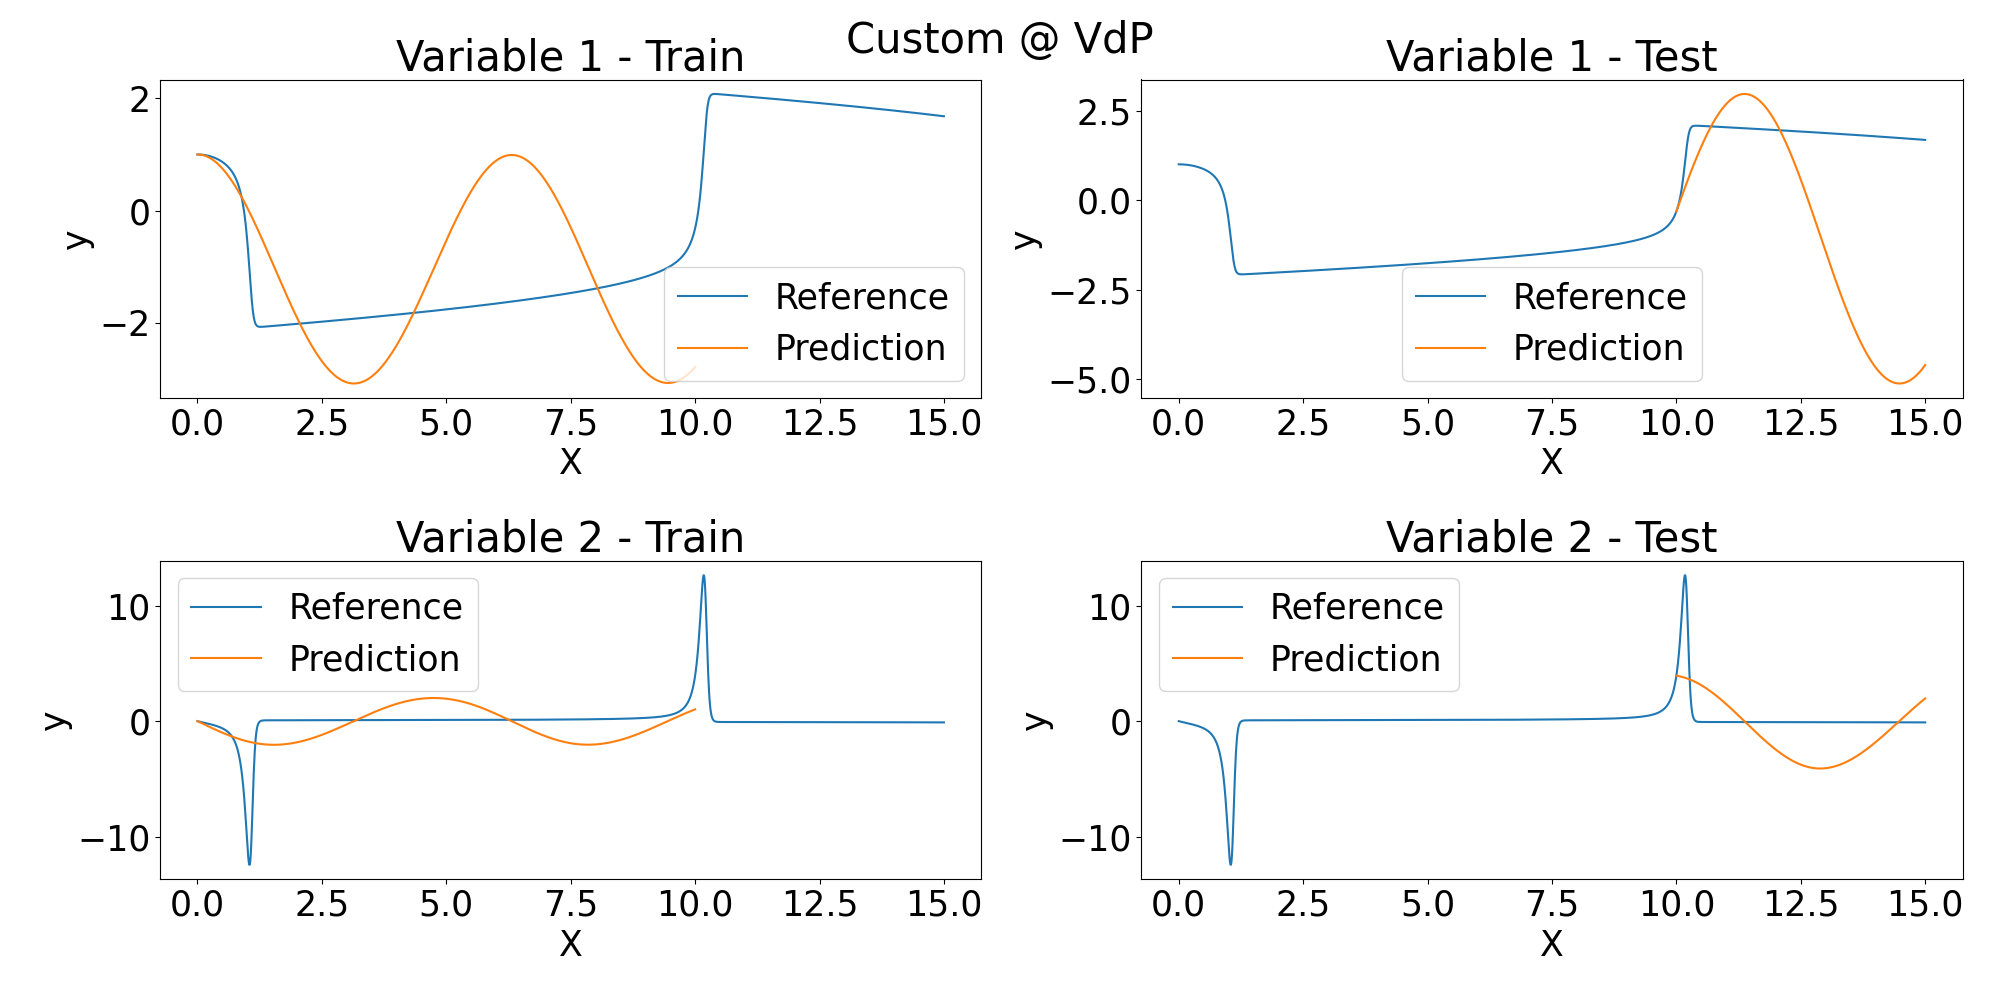 Custom @ VdP
Variable 1 - Train
2
0
−2
y
0.0 2.5 5.0 7.5 10.0 12.5 15.0
X
Reference
Prediction
Variable 1 - Test
2.5
0.0
−2.5
−5.0
y
0.0 2.5 5.0 7.5 10.0 12.5 15.0
X
Reference
Prediction
Variable 2 - Train
10
0
−10
y
0.0 2.5 5.0 7.5 10.0 12.5 15.0
X
Reference
Prediction
Variable 2 - Test
10
0
−10
y
0.0 2.5 5.0 7.5 10.0 12.5 15.0
X
Reference
Prediction